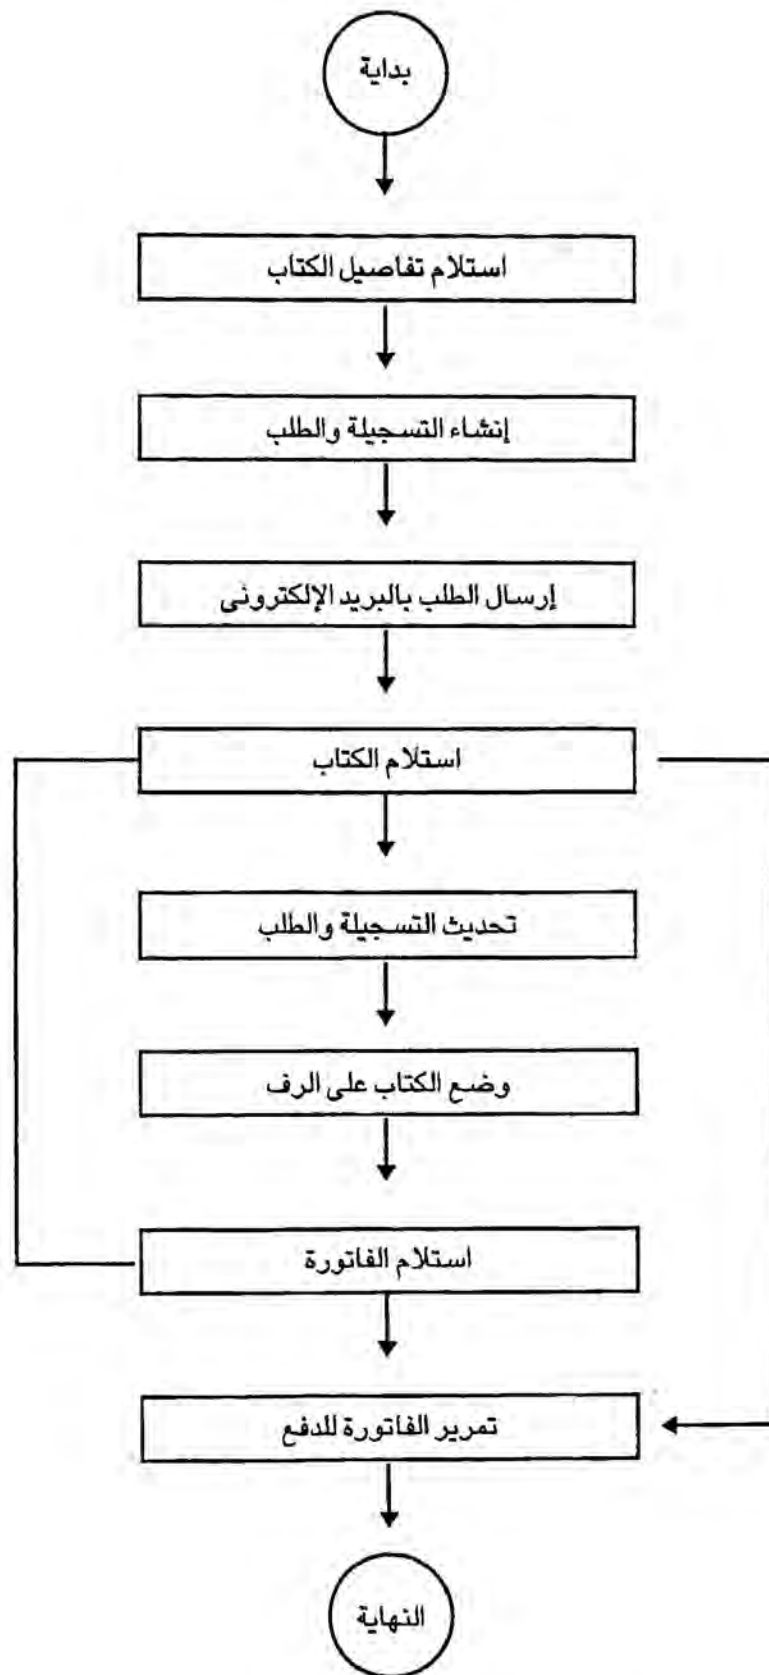 بداية
استلام تفاصيل الكتاب
إنشاء التسجيلة والطلب
إرسال الطلب بالبريد الإلكترونى
استلام الكتاب
تحديث التسجيلة والطلب
وضع الكتاب على الرف
استلام الفاتورة
تمرير الفاتورة للدفع
النهاية